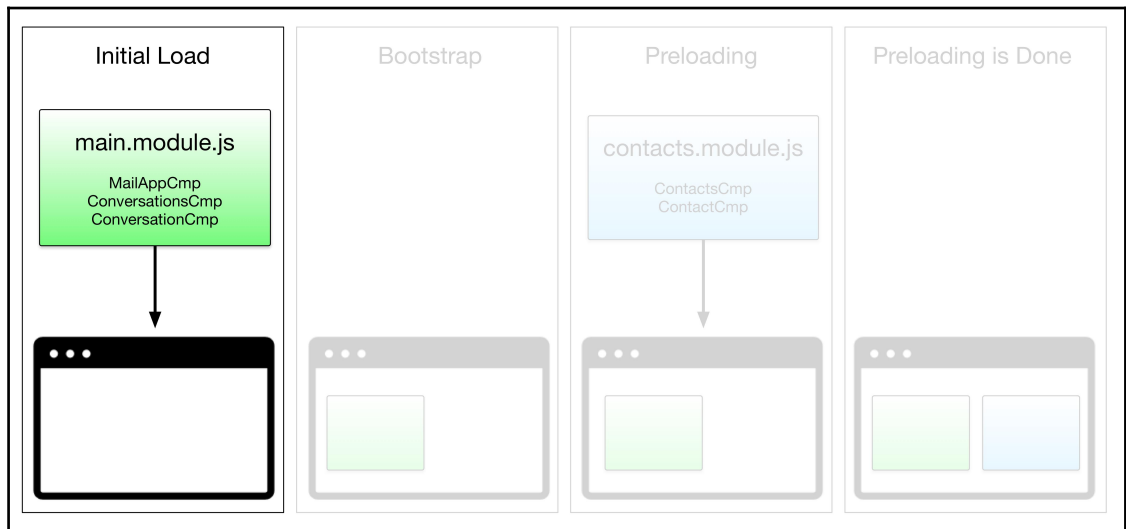 Initial Load
main.module.js
MailAppCmp
ConversationsCmp
ConversationCmp
Bootstrap
Preloading
contacts.module.js
ContactsCmp
ContactCmp
Preloading is Done